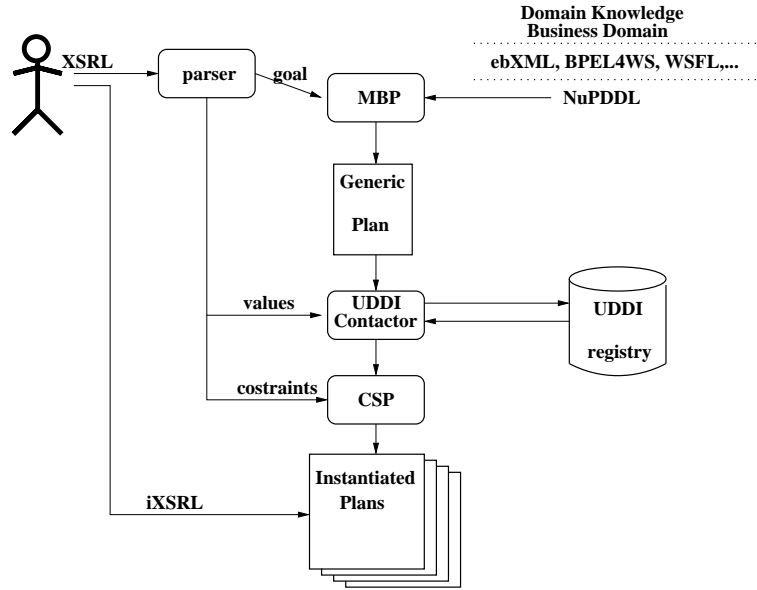 Domain Knowledge
Business Domain
XSRL
parser
goal
ebXML, BPEL4WS, WSFL,...
MBP
NuPDDL
Generic
Plan
values
UDDI
Contactor
UDDI
registry
costraints
CSP
Instantiated
Plans
iXSRL